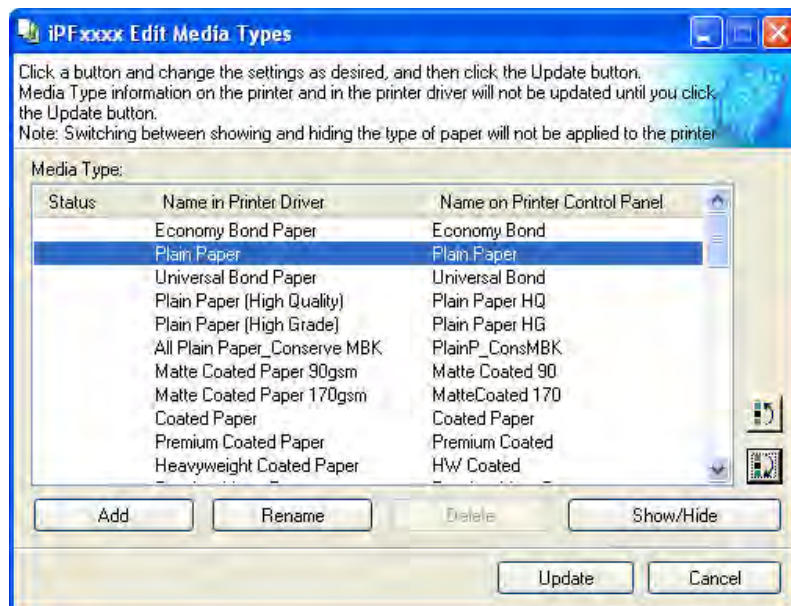 iPFxxxx Edit Media Types
Click a button and change the settings as desired, and then click the Update button.
Media Type information on the printer and in the printer driver will not be updated until you click
the Update button.
Note: Switching between showing and hiding the type of paper will not be applied to the printer
Media Type:
Status Name in Printer Driver Name on Printer Control Panel
Economy Bond Paper Economy Bond
Plain Paper Plain Paper
Universal Bond Paper Universal Bond
Plain Paper (High Quality) Plain Paper HQ
Plain Paper (High Grade) Plain Paper HG
All Plain Paper_Conserve MBK PlainP_ConsMBK
Matte Coated Paper 90gsm Matte Coated 90
Matte Coated Paper 170gsm MatteCoated 170
Coated Paper Coated Paper
Premium Coated Paper Premium Coated
Heavyweight Coated Paper HW Coated
Add Rename Delete Show/Hide
Update Cancel